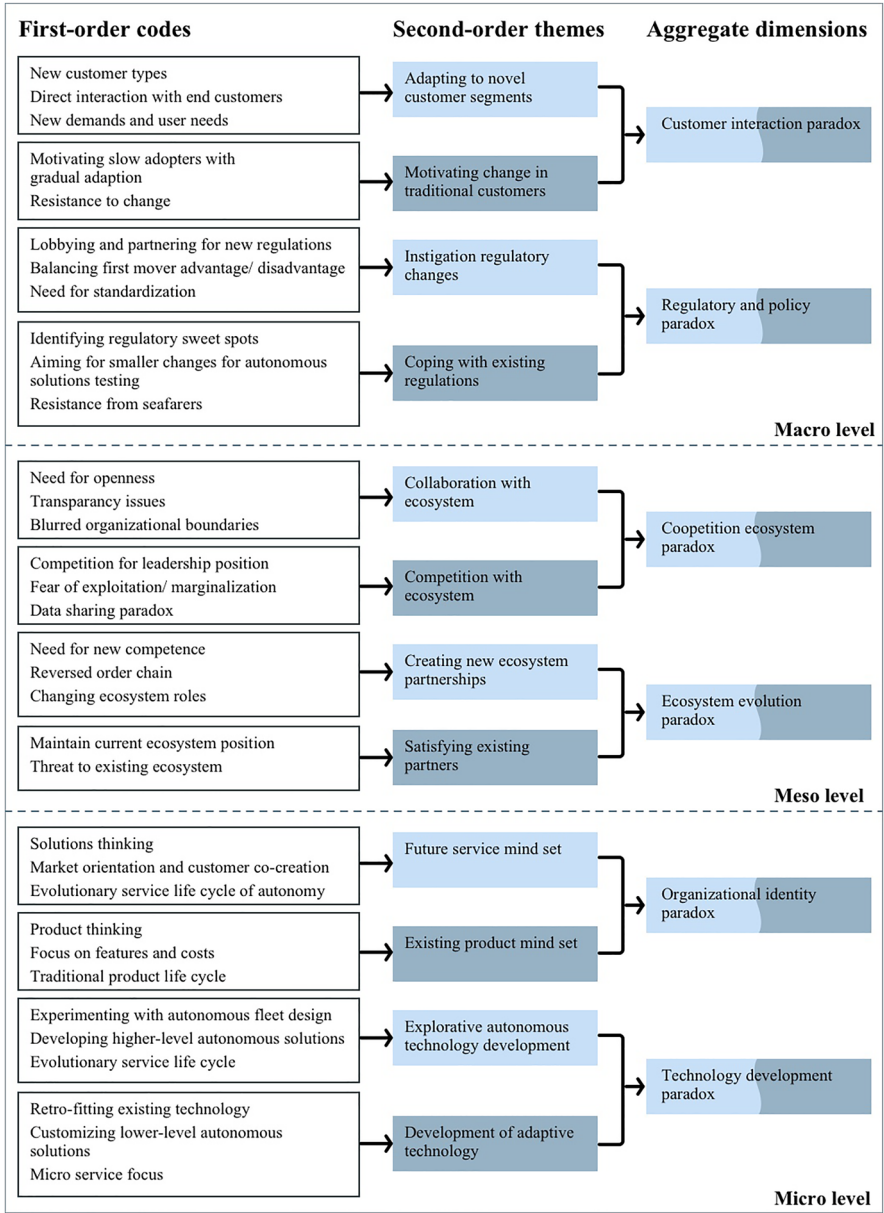 First-order codes
Second-order themes
Aggregate dimensions
New customer types
Direct interaction with end customers
New demands and user needs
Adapting to novel
customer segments
Customer interaction paradox
Motivating slow adopters with
gradual adaption
Resistance to change
Motivating change in
traditional customers
Lobbying and partnering for new regulations
Balancing first mover advantage/ disadvantage
Need for standardization
Instigation regulatory
changes
Regulatory and policy
paradox
Identifying regulatory sweet spots
Aiming for smaller changes for autonomous
solutions testing
Resistance from seafarers
Coping with existing
regulations
Macro level
Need for openness
Transparancy issues
Blurred organizational boundaries
Collaboration with
ecosystem
Coopetition ecosystem
paradox
Competition for leadership position
Fear of exploitation/ marginalization
Data sharing paradox
Competition with
ecosystem
Need for new competence
Reversed order chain
Changing ecosystem roles
Creating new ecosystem
partnerships
Ecosystem evolution
paradox
Maintain current ecosystem position
Threat to existing ecosystem
Satisfying existing
partners
Meso level
Solutions thinking
Market orientation and customer co-creation
Evolutionary service life cycle of autonomy
Future service mind set
Organizational identity
paradox
Product thinking
Focus on features and costs
Traditional product life cycle
Existing product mind set
Experimenting with autonomous fleet design
Developing higher-level autonomous solutions
Evolutionary service life cycle
Explorative autonomous
technology development
Technology development
paradox
Retro-fitting existing technology
Customizing lower-level autonomous
solutions
Micro service focus
Development of adaptive
technology
Micro level